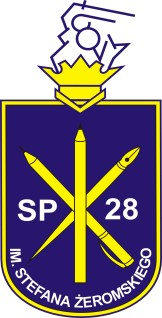 SP 28
IM. STEFANA ŻEROMSKIEGO